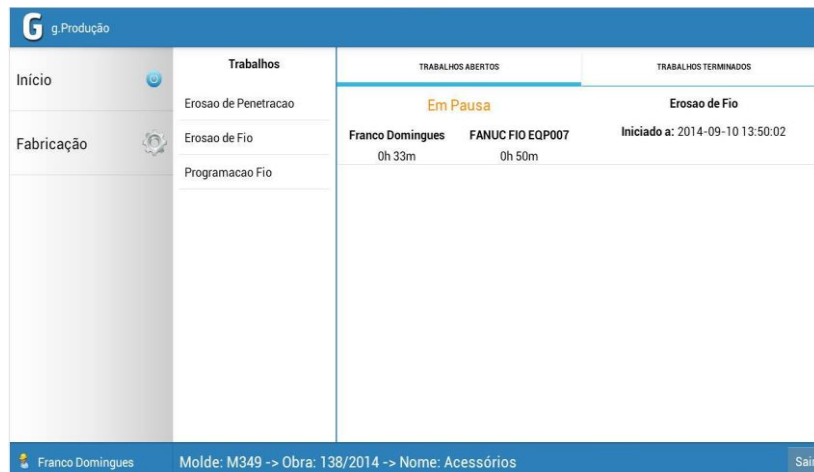 G g.Produção
Início
Fabricação
Trabalhos
Erosao de Penetracao
Erosao de Fio
Programacao Fio
TRABALHOS ABERTOS
TRABALHOS TERMINADOS
Em Pausa
Franco Domingues
0h 33m
FANUC FIO EQP007
0h 50m
Erosao de Fio
Iniciado a: 2014-09-10 13:50:02
Franco Domingues
Molde: M349 -> Obra: 138/2014 -> Nome: Acessórios
Sair